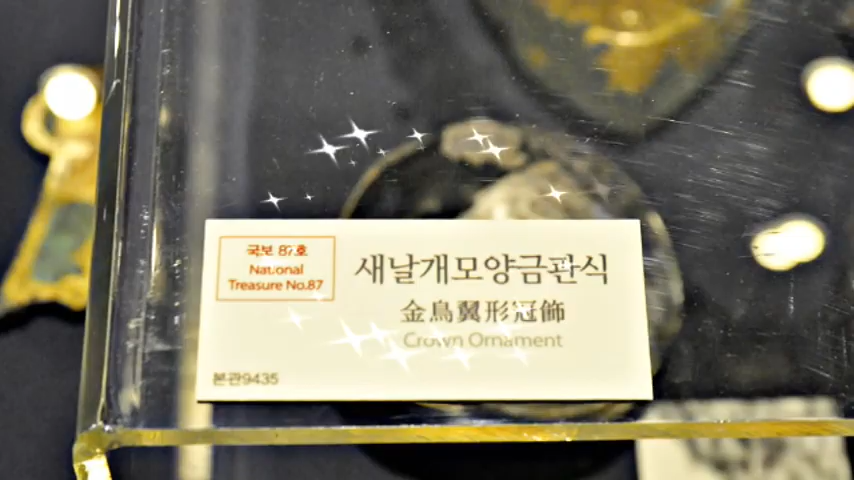 국보 87호
National
Treasure No.87
새날개모양금관식
金鳥翼形冠飾
Crown Ornament
본관9435